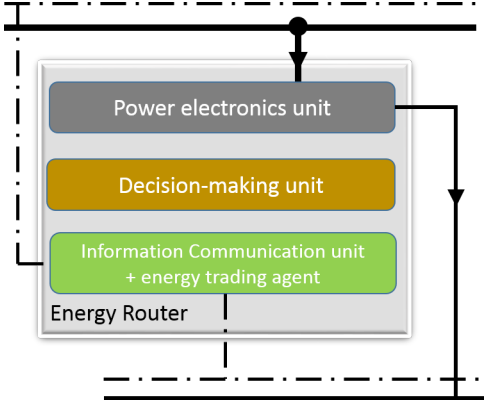 Power electronics unit
Decision-making unit
Information Communication unit
+ energy trading agent
Energy Router